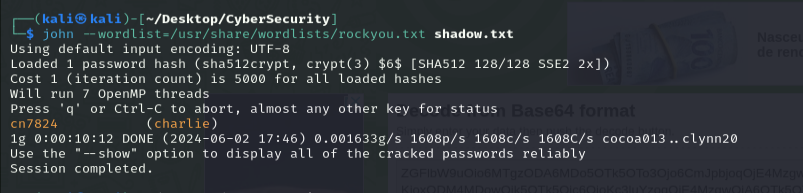 ┌──(kali㉿kali)-[~/Desktop/CyberSecurity]
└─$ john --wordlist=/usr/share/wordlists/rockyou.txt shadow.txt
Using default input encoding: UTF-8
Loaded 1 password hash (sha512crypt, crypt(3) $6$ [SHA512 128/128 SSE2 2x])
Cost 1 (iteration count) is 5000 for all loaded hashes
Will run 7 OpenMP threads
Press 'q' or Ctrl-C to abort, almost any other key for status
cn7824           (charlie)
1g 0:00:10:12 DONE (2024-06-02 17:46) 0.001633g/s 1608p/s 1608c/s 1608C/s cocoa013..clynn20
Use the "--show" option to display all of the cracked passwords reliably
Session completed.
Nasceu
de ren
from Base64 format